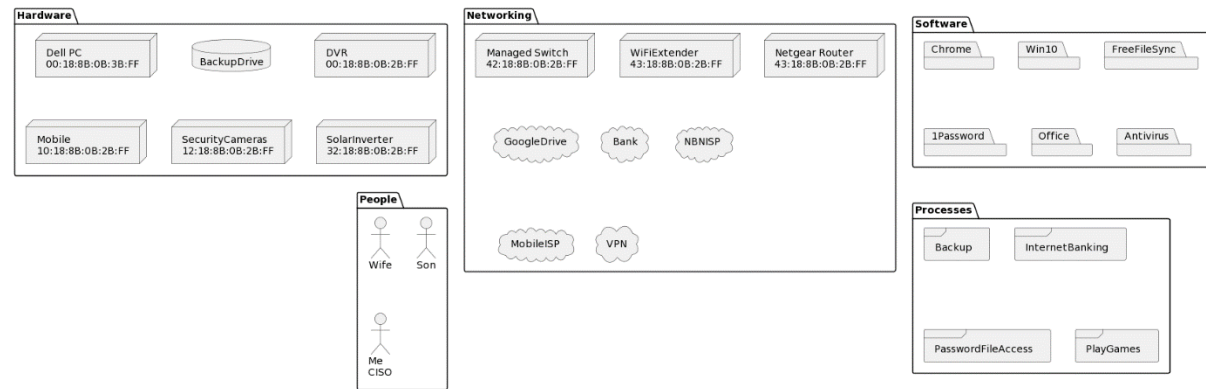 Hardware
Dell PC
00:18:8B:0B:3B:FF
BackupDrive
DVR
00:18:8B:0B:2B:FF
Mobile
10:18:8B:0B:2B:FF
SecurityCameras
12:18:8B:0B:2B:FF
SolarInverter
32:18:8B:0B:2B:FF
Networking
Managed Switch
42:18:8B:0B:2B:FF
WiFiExtender
43:18:8B:0B:2B:FF
Netgear Router
43:18:8B:0B:2B:FF
GoogleDrive
Bank
NBNISP
MobileISP
VPN
Software
Chrome
Win10
FreeFileSync
1Password
Office
Antivirus
People
Wife
Son
Me
CISO
Processes
Backup
InternetBanking
PasswordFileAccess
PlayGames